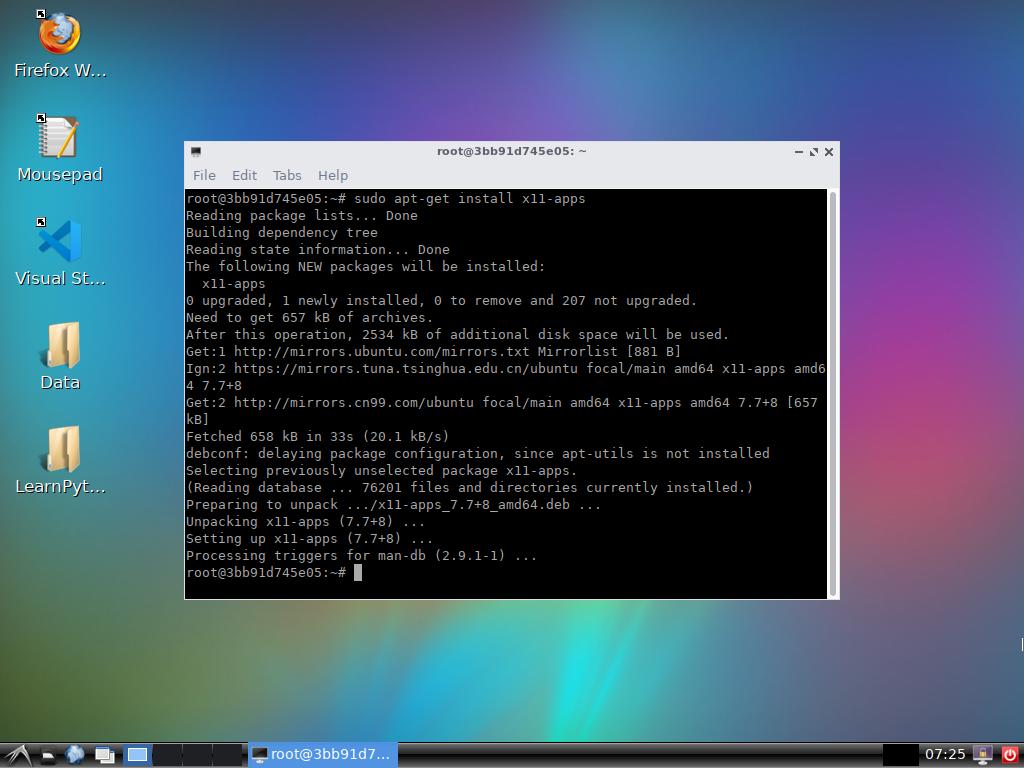 Firefox W...
Mousepad
Visual St...
Data
LearnPyt...
root@3bb91d745e05: ~
File Edit Tabs Help
root@3bb91d745e05:~# sudo apt-get install x11-apps
Reading package lists... Done
Building dependency tree
Reading state information... Done
The following NEW packages will be installed:
  x11-apps
0 upgraded, 1 newly installed, 0 to remove and 207 not upgraded.
Need to get 657 kB of archives.
After this operation, 2534 kB of additional disk space will be used.
Get:1 http://mirrors.ubuntu.com/mirrors.txt Mirrorlist [881 B]
Ign:2 https://mirrors.tuna.tsinghua.edu.cn/ubuntu focal/main amd64 x11-apps amd6
4 7.7+8
Get:2 http://mirrors.cn99.com/ubuntu focal/main amd64 x11-apps amd64 7.7+8 [657
kB]
Fetched 658 kB in 33s (20.1 kB/s)
debconf: delaying package configuration, since apt-utils is not installed
Selecting previously unselected package x11-apps.
(Reading database ... 76201 files and directories currently installed.)
Preparing to unpack .../x11-apps_7.7+8_amd64.deb ...
Unpacking x11-apps (7.7+8) ...
Setting up x11-apps (7.7+8) ...
Processing triggers for man-db (2.9.1-1) ...
root@3bb91d745e05:~#
root@3bb91d7... 07:25